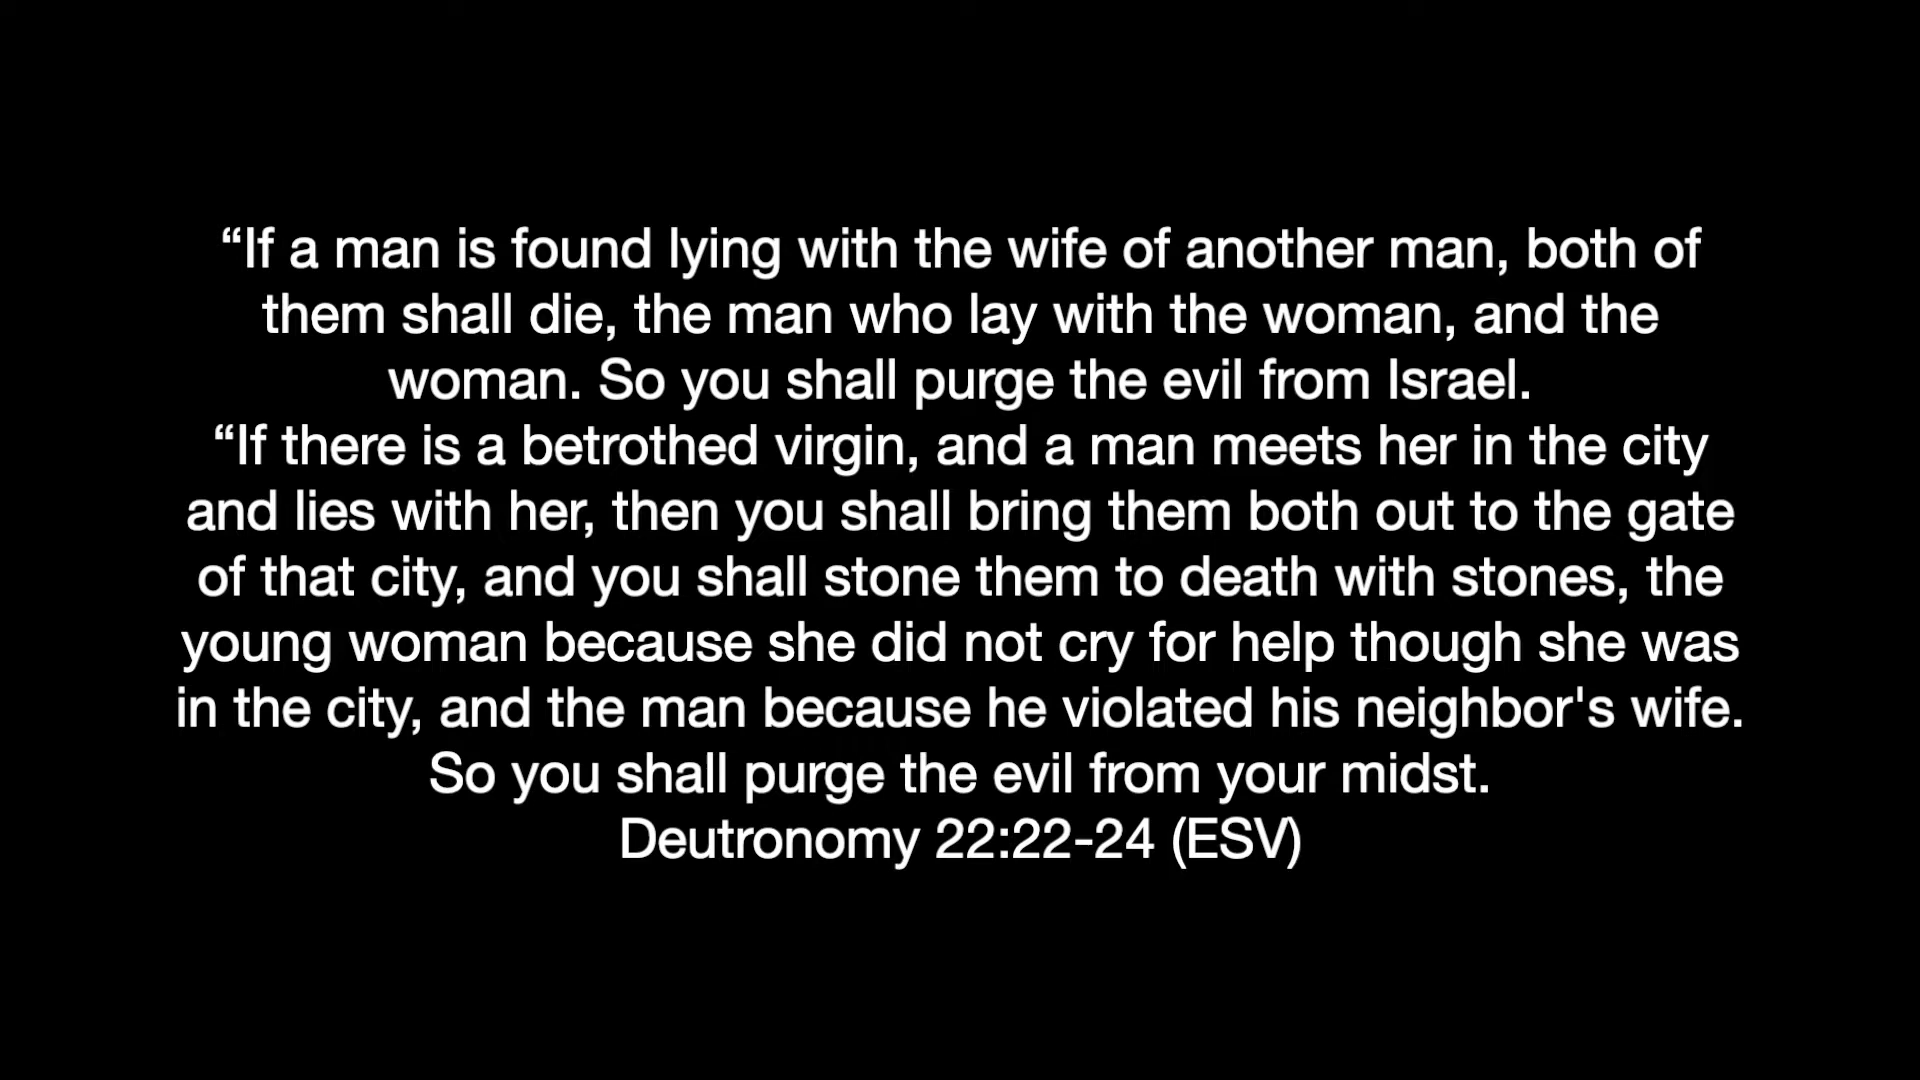 “If a man is found lying with the wife of another man, both of
them shall die, the man who lay with the woman, and the
woman. So you shall purge the evil from Israel.
“If there is a betrothed virgin, and a man meets her in the city
and lies with her, then you shall bring them both out to the gate
of that city, and you shall stone them to death with stones, the
young woman because she did not cry for help though she was
in the city, and the man because he violated his neighbor's wife.
So you shall purge the evil from your midst.
Deutronomy 22:22-24 (ESV)